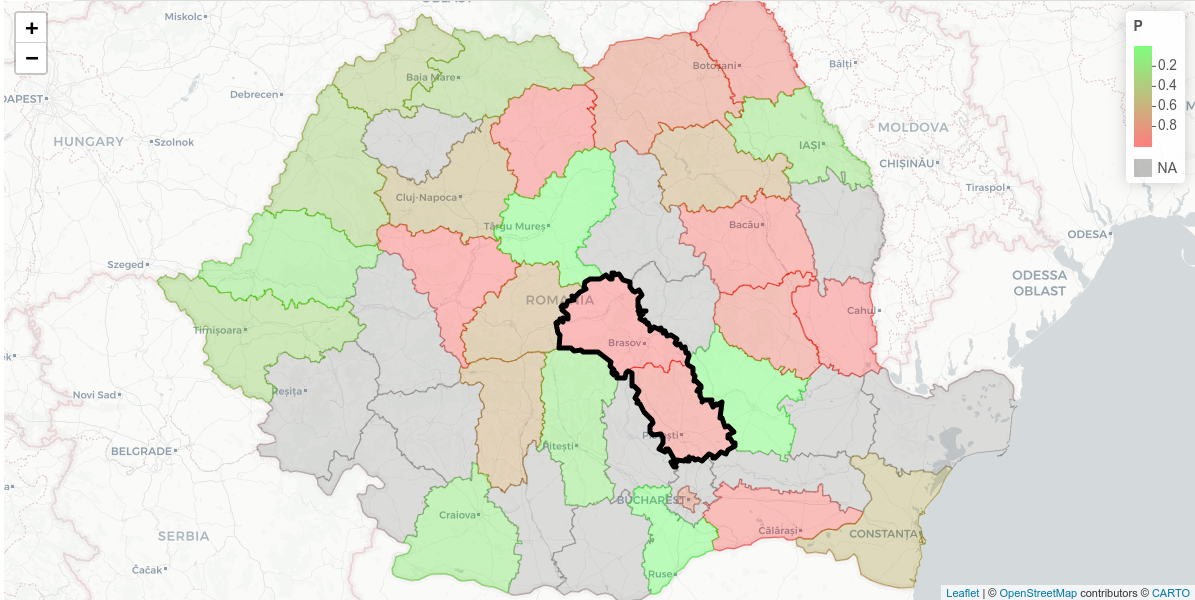 +
−
Miskolc
Debrecen
HUNGARY
Szolnok
Baia Mare
Botoșani
Bălți
MOLDOVA
IAȘI
CHIȘINĂU
Tiraspol
Cluj-Napoca
Târgu Mureș
Bacău
ODESA
Szeged
ODESSA
OBLAST
ROMANIA
Cahul
Timișoara
Brasov
Novi Sad
Reșița
BELGRADE
Pitești
BUCHAREST
Craiova
Călărași
CONSTANȚA
SERBIA
Čačak
Ruse
P
0.2
0.4
0.6
0.8
NA
Leaflet | © OpenStreetMap contributors © CARTO